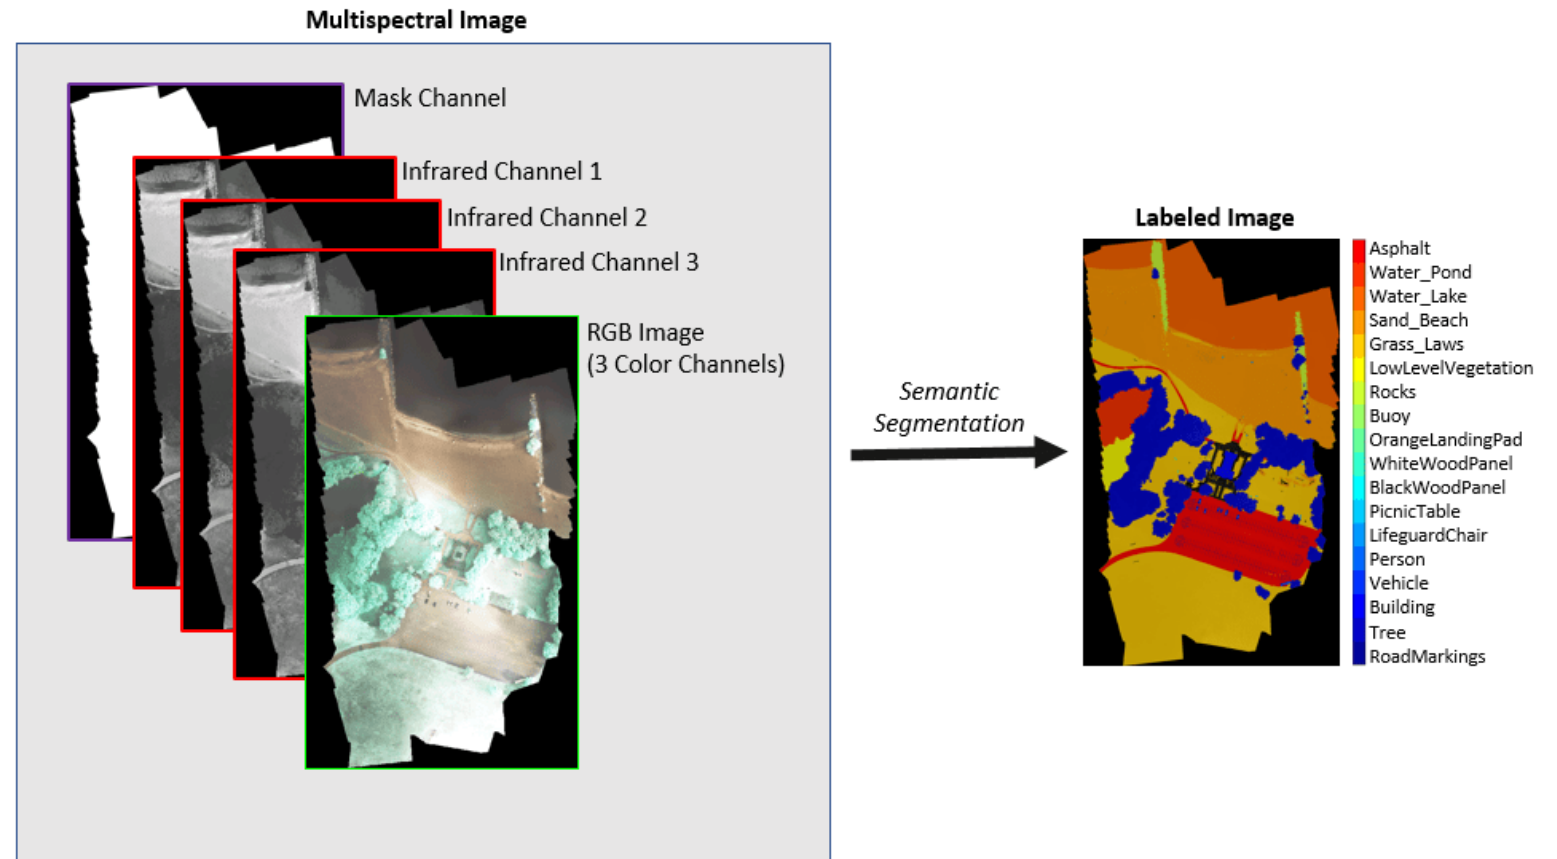 Multispectral Image
Mask Channel
Infrared Channel 1
Infrared Channel 2
Infrared Channel 3
RGB Image
(3 Color Channels)
Semantic
Segmentation
Labeled Image
Asphalt
Water_Pond
Water_Lake
Sand_Beach
Grass_Laws
LowLevelVegetation
Rocks
Buoy
OrangeLandingPad
WhiteWoodPanel
BlackWoodPanel
PicnicTable
LifeguardChair
Person
Vehicle
Building
Tree
RoadMarkings